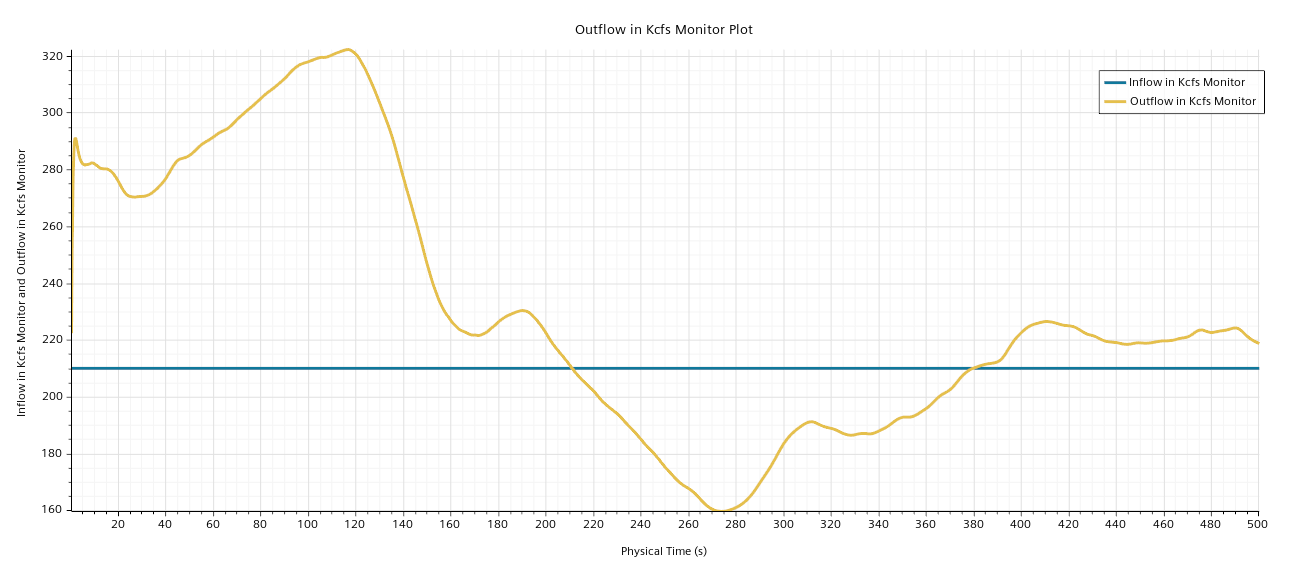 Outflow in Kcfs Monitor Plot
Inflow in Kcfs Monitor
Outflow in Kcfs Monitor
Inflow in Kcfs Monitor and Outflow in Kcfs Monitor
320
300
280
260
240
220
200
180
160
20 40 60 80 100 120 140 160 180 200 220 240 260 280 300 320 340 360 380 400 420 440 460 480 500
Physical Time (s)